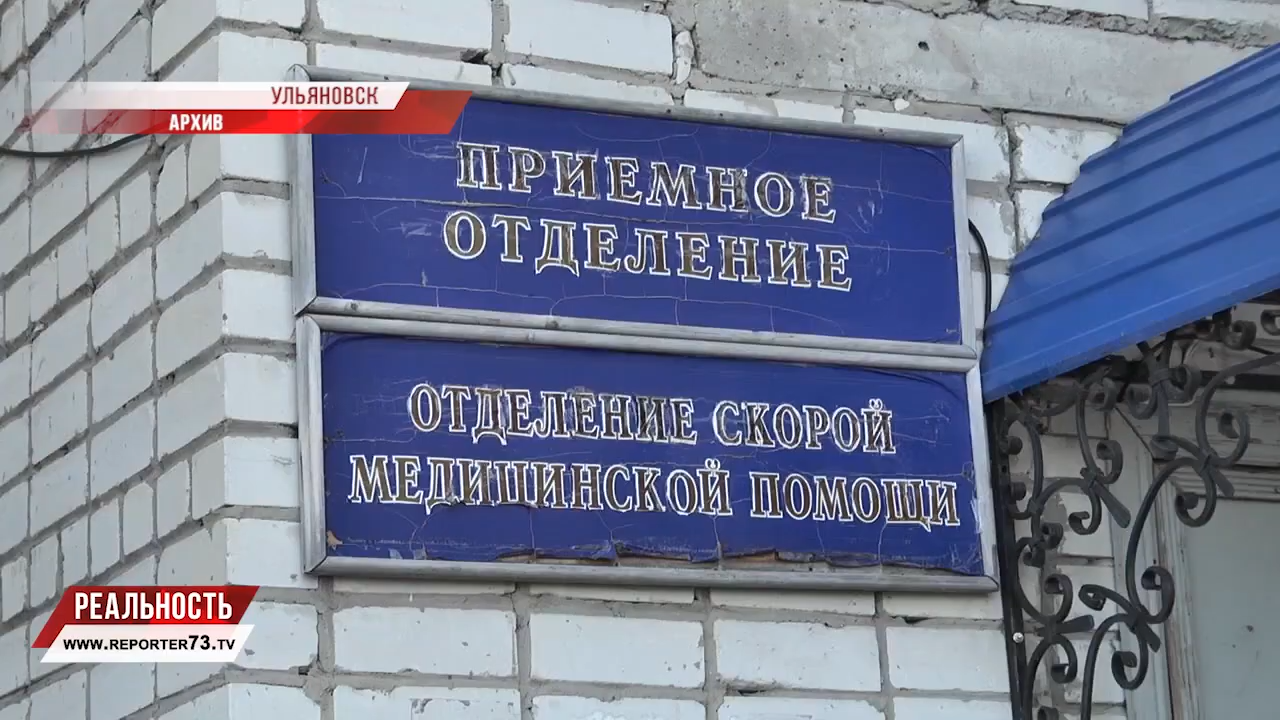 УЛЬЯНОВСК
АРХИВ
ПРИЕМНОЕ
ОТДЕЛЕНИЕ
ОТДЕЛЕНИЕ СКОРОЙ
МЕДИЦИНСКОЙ ПОМОЩИ
РЕАЛЬНОСТЬ
WWW.REPORTER73.TV